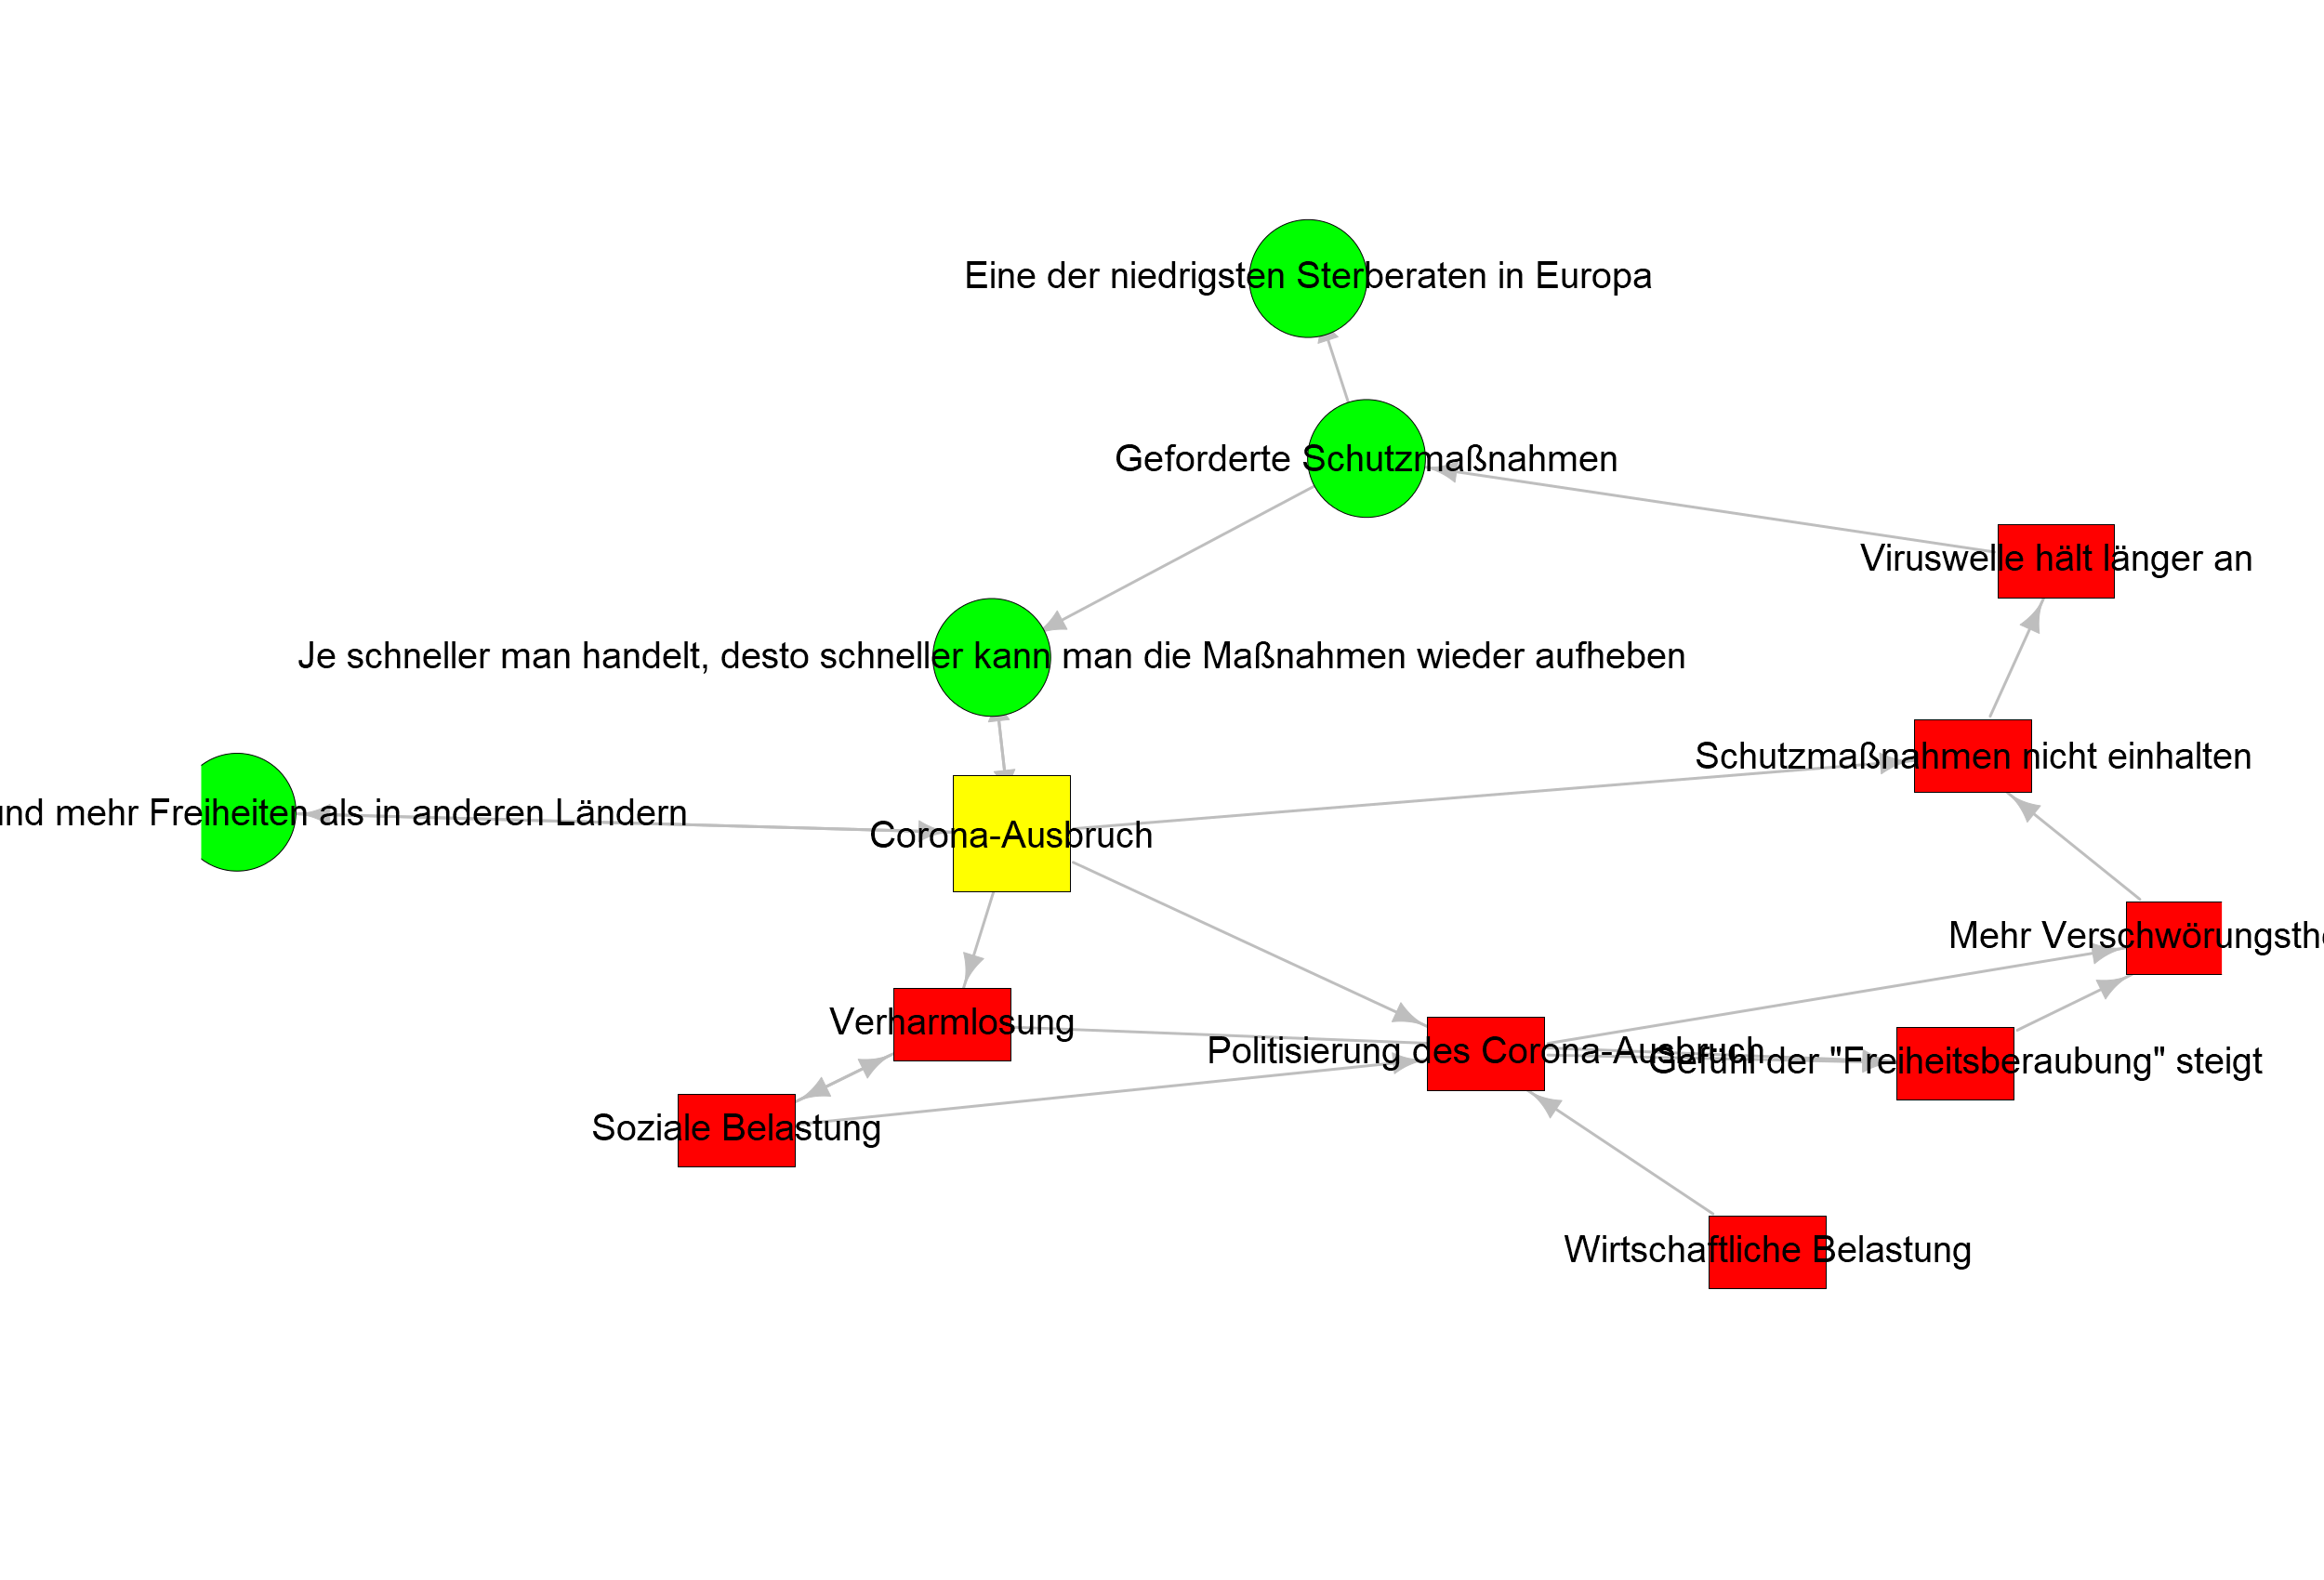 Eine der niedrigsten Sterberaten in Europa
Geforderte Schutzmaßnahmen
Viruswelle hält länger an
Je schneller man handelt, desto schneller kann man die Maßnahmen wieder aufheben
Schutzmaßnahmen nicht einhalten
und mehr Freiheiten als in anderen Ländern
Corona-Ausbruch
Mehr
Verharmlosung
Politisierung des Corona-Ausbruch
Gefühl der "Freiheitsberaubung" steigt
Soziale Belastung
Wirtschaftliche Belastung